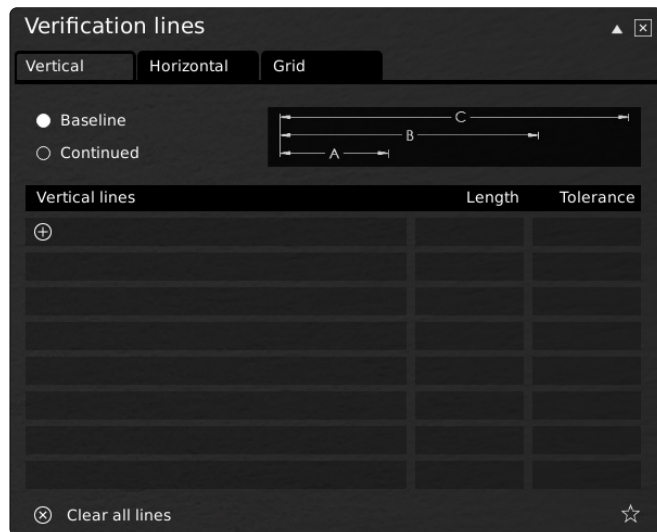 Verification lines
Vertical Horizontal Grid
Baseline
Continued
C
B
A
Vertical lines Length Tolerance
Clear all lines